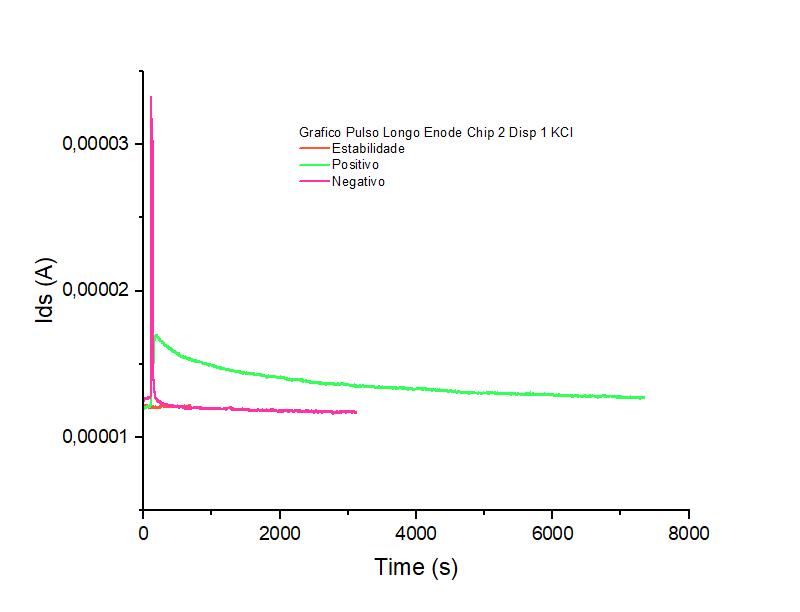 Grafico Pulso Longo Enode Chip 2 Disp 1 KCl
Estabilidade
Positivo
Negativo
0,00003
0,00002
0,00001
Ids (A)
0 2000 4000 6000 8000
Time (s)